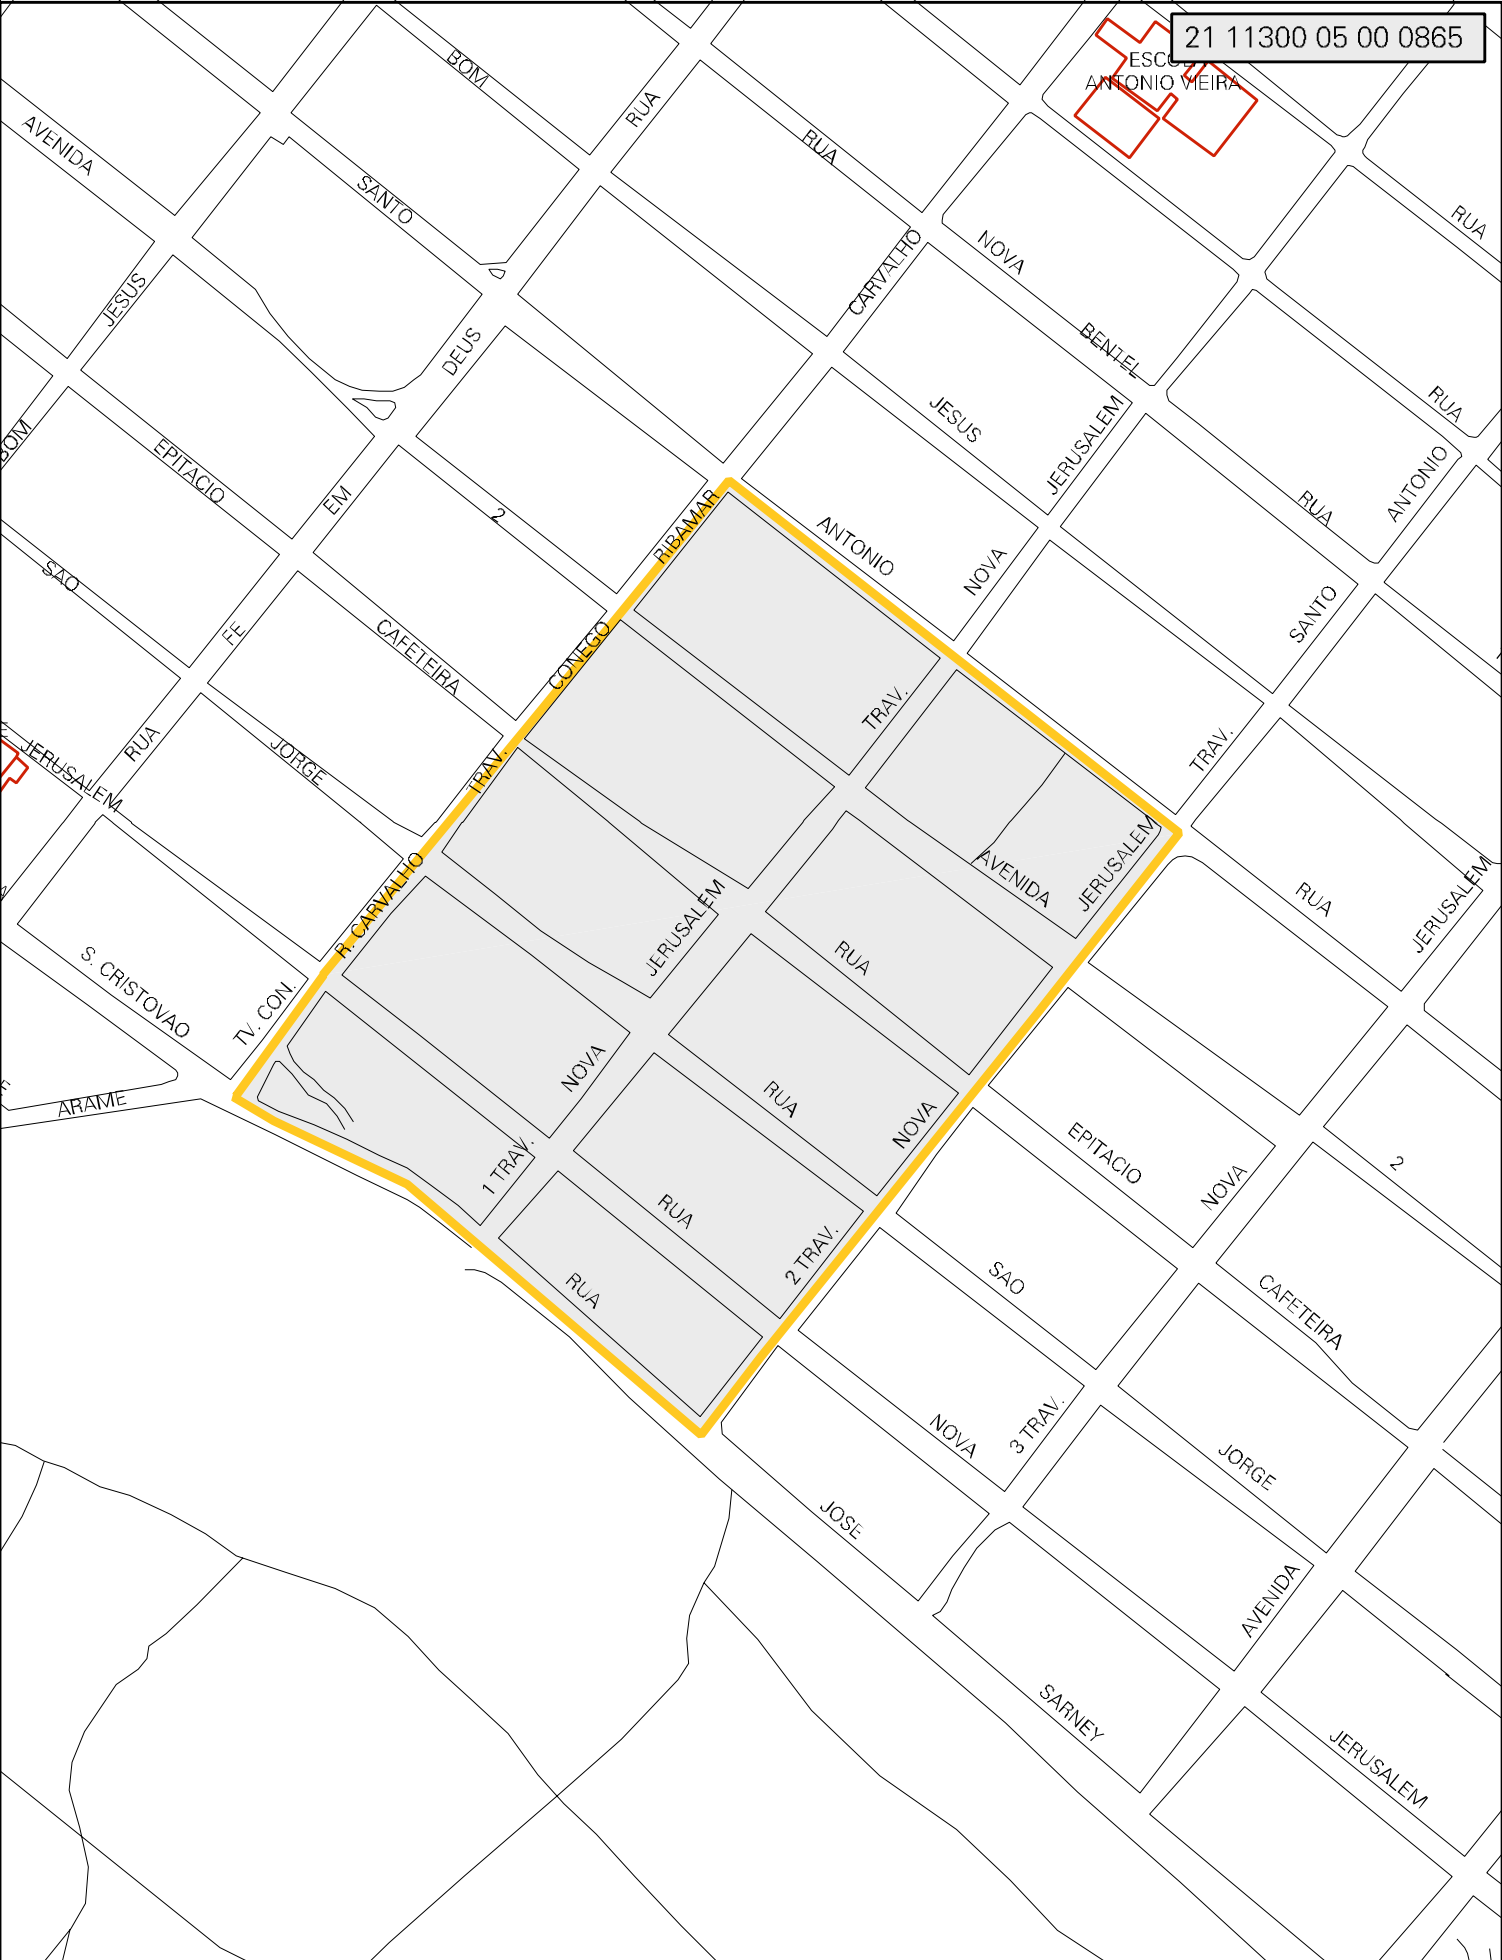 21 11300 05 00 0865
ESCOLA
ANTONIO VIEIRA
BOM
RUA
AVENIDA
RUA
SANTO
RUA
NOVA
CARVALHO
JESUS
BENTEL
DEUS
JESUS
RUA
JERUSALEM
BOM
EPITACIO
ANTONIO
EM
2
RUA
RIBAMAR
ANTONIO
NOVA
SAO
SANTO
FE
CAFETEIRA
CONEGO
TRAV.
RUA
JERUSALEM
JORGE
TRAV.
TRAV.
AVENIDA
JERUSALEM
R. CARVALHO
JERUSALEM
RUA
JERUSALEM
RUA
S. CRISTOVAO
TV. CON.
NOVA
RUA
NOVA
ARAME
1 TRAV.
EPITACIO
NOVA
2
RUA
2 TRAV.
SAO
RUA
CAFETEIRA
NOVA
3 TRAV.
JORGE
JOSE
AVENIDA
SARNEY
JERUSALEM